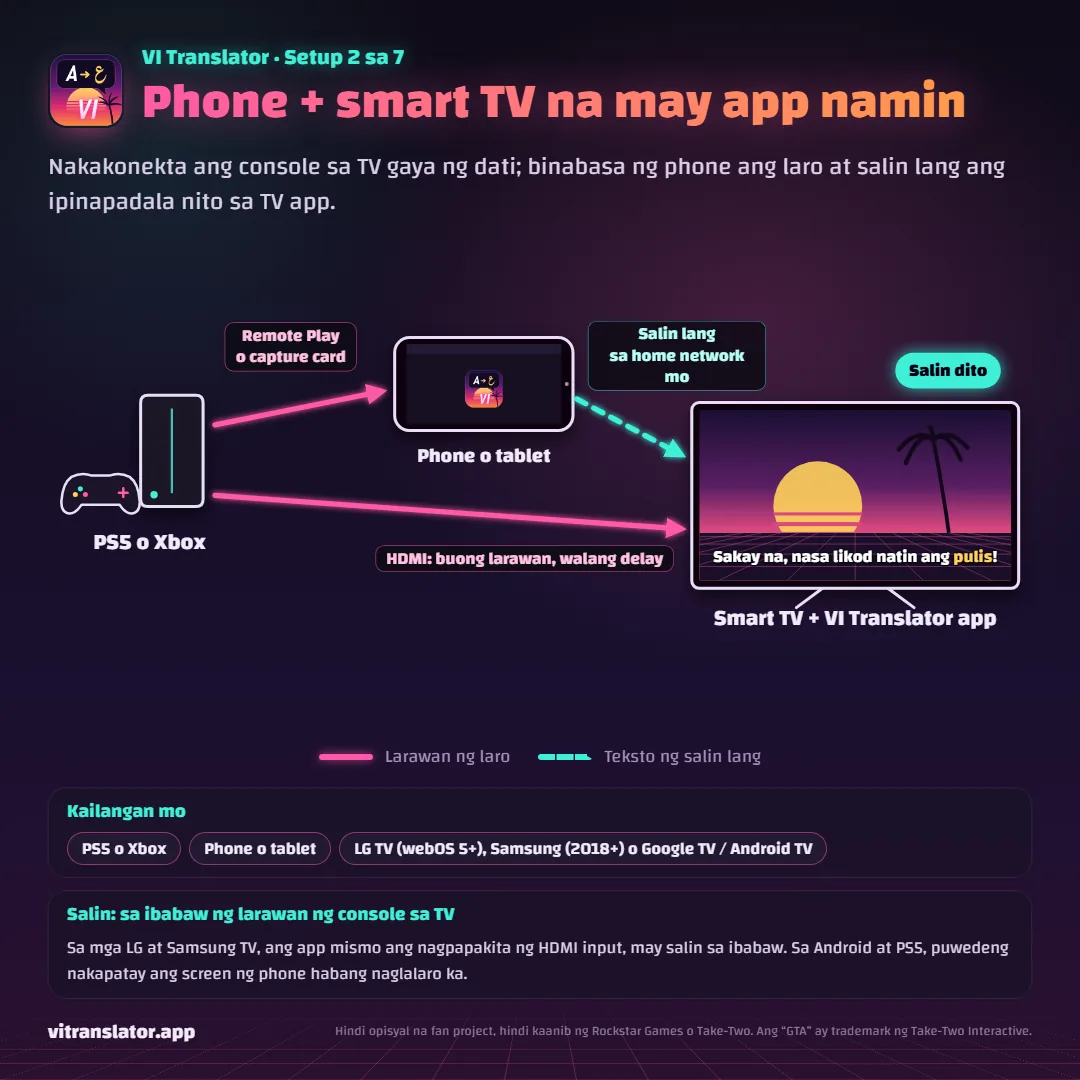 A→ع
VI
VI Translator · Setup 2 sa 7
Phone + smart TV na may app namin
Nakakonekta ang console sa TV gaya ng dati; binabasa ng phone ang laro at salin lang ang
ipinapadala nito sa TV app.
Remote Play
o capture card
Salin lang
sa home network
mo
Salin dito
A→ع
VI
Phone o tablet
PS5 o Xbox
HDMI: buong larawan, walang delay
Sakay na, nasa likod natin ang pulis!
Smart TV + VI Translator app
Larawan ng laro
Teksto ng salin lang
Kailangan mo
PS5 o Xbox
Phone o tablet
LG TV (webOS 5+), Samsung (2018+) o Google TV / Android TV
Salin: sa ibabaw ng larawan ng console sa TV
Sa mga LG at Samsung TV, ang app mismo ang nagpapakita ng HDMI input, may salin sa ibabaw. Sa Android at PS5, puwedeng
nakapatay ang screen ng phone habang naglalaro ka.
vitranslator.app
Hindi opisyal na fan project, hindi kaanib ng Rockstar Games o Take-Two. Ang “GTA” ay trademark ng Take-Two Interactive.